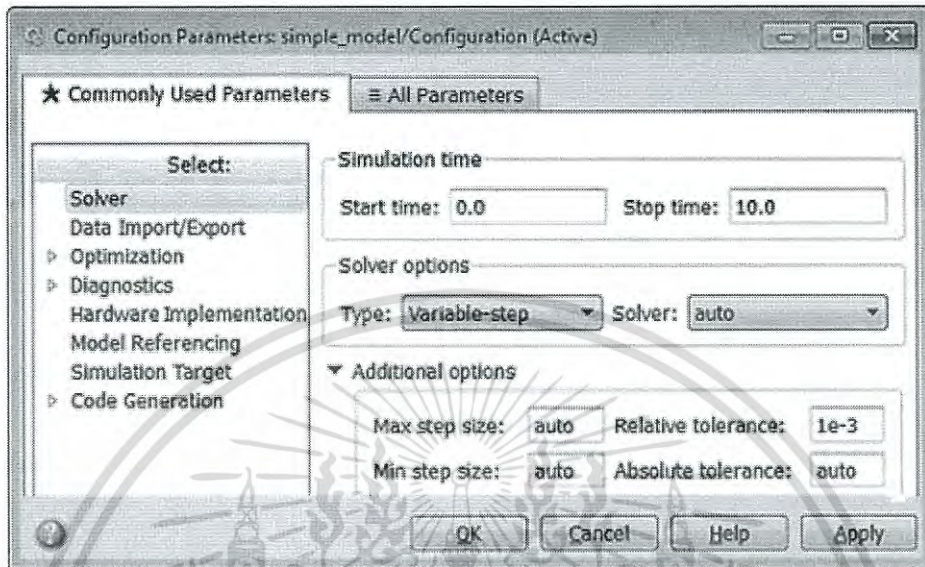 Configuration Parameters: simple_model/Configuration (Active)
★ Commonly Used Parameters
≡ All Parameters
Select:
Solver
Data Import/Export
Optimization
Diagnostics
Hardware Implementation
Model Referencing
Simulation Target
Code Generation
Simulation time
Start time: 0.0 Stop time: 10.0
Solver options
Type: Variable-step Solver: auto
Additional options
Max step size: auto Relative tolerance: 1e-3
Min step size: auto Absolute tolerance: auto
OK Cancel Help Apply